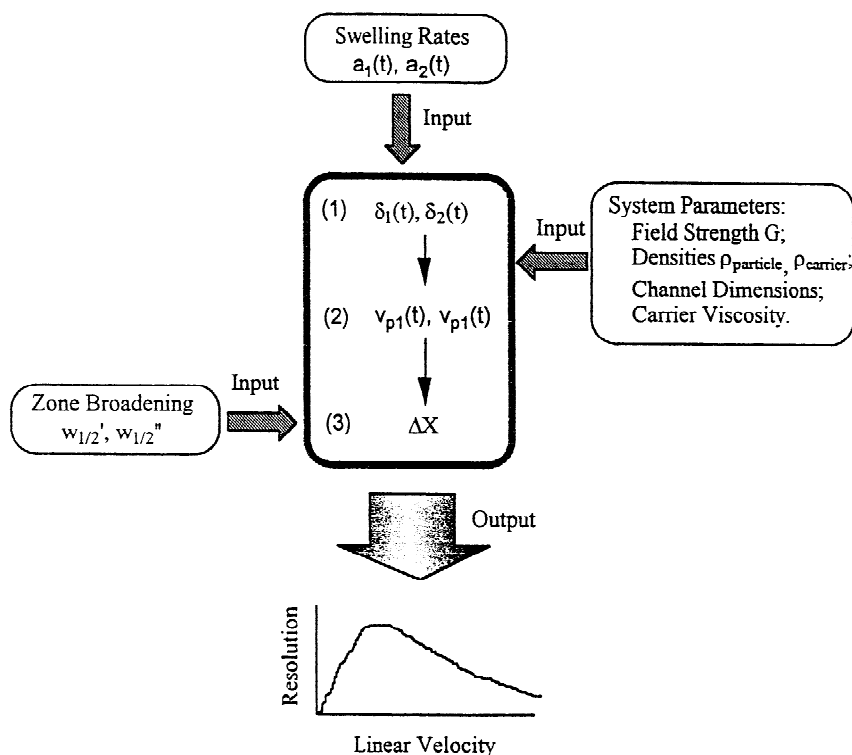 Swelling Rates
a₁(t), a₂(t)
Input
(1) δ₁(t), δ₂(t)
Input
System Parameters:
Field Strength G;
Densities ρparticle, ρcarrier;
Channel Dimensions;
Carrier Viscosity.
(2) vp1(t), vp1(t)
Input
Zone Broadening
w1/2', w1/2"
(3) ΔX
Output
Resolution
Linear Velocity